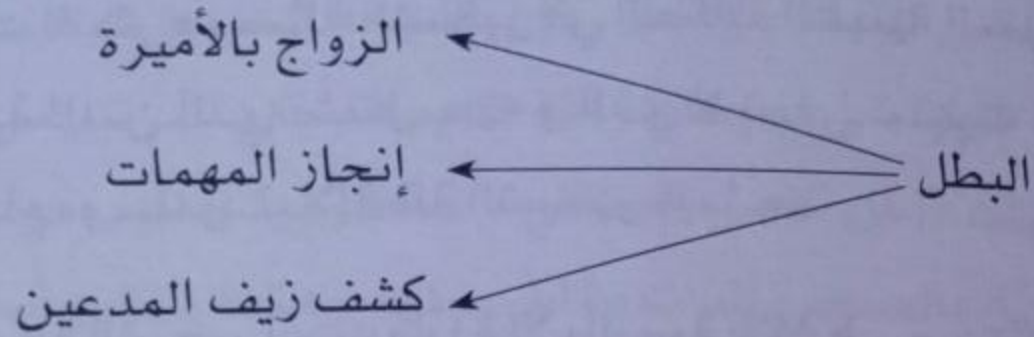 الزواج بالأميرة
البطل
إنجاز المهمات
كشف زيف المدعين